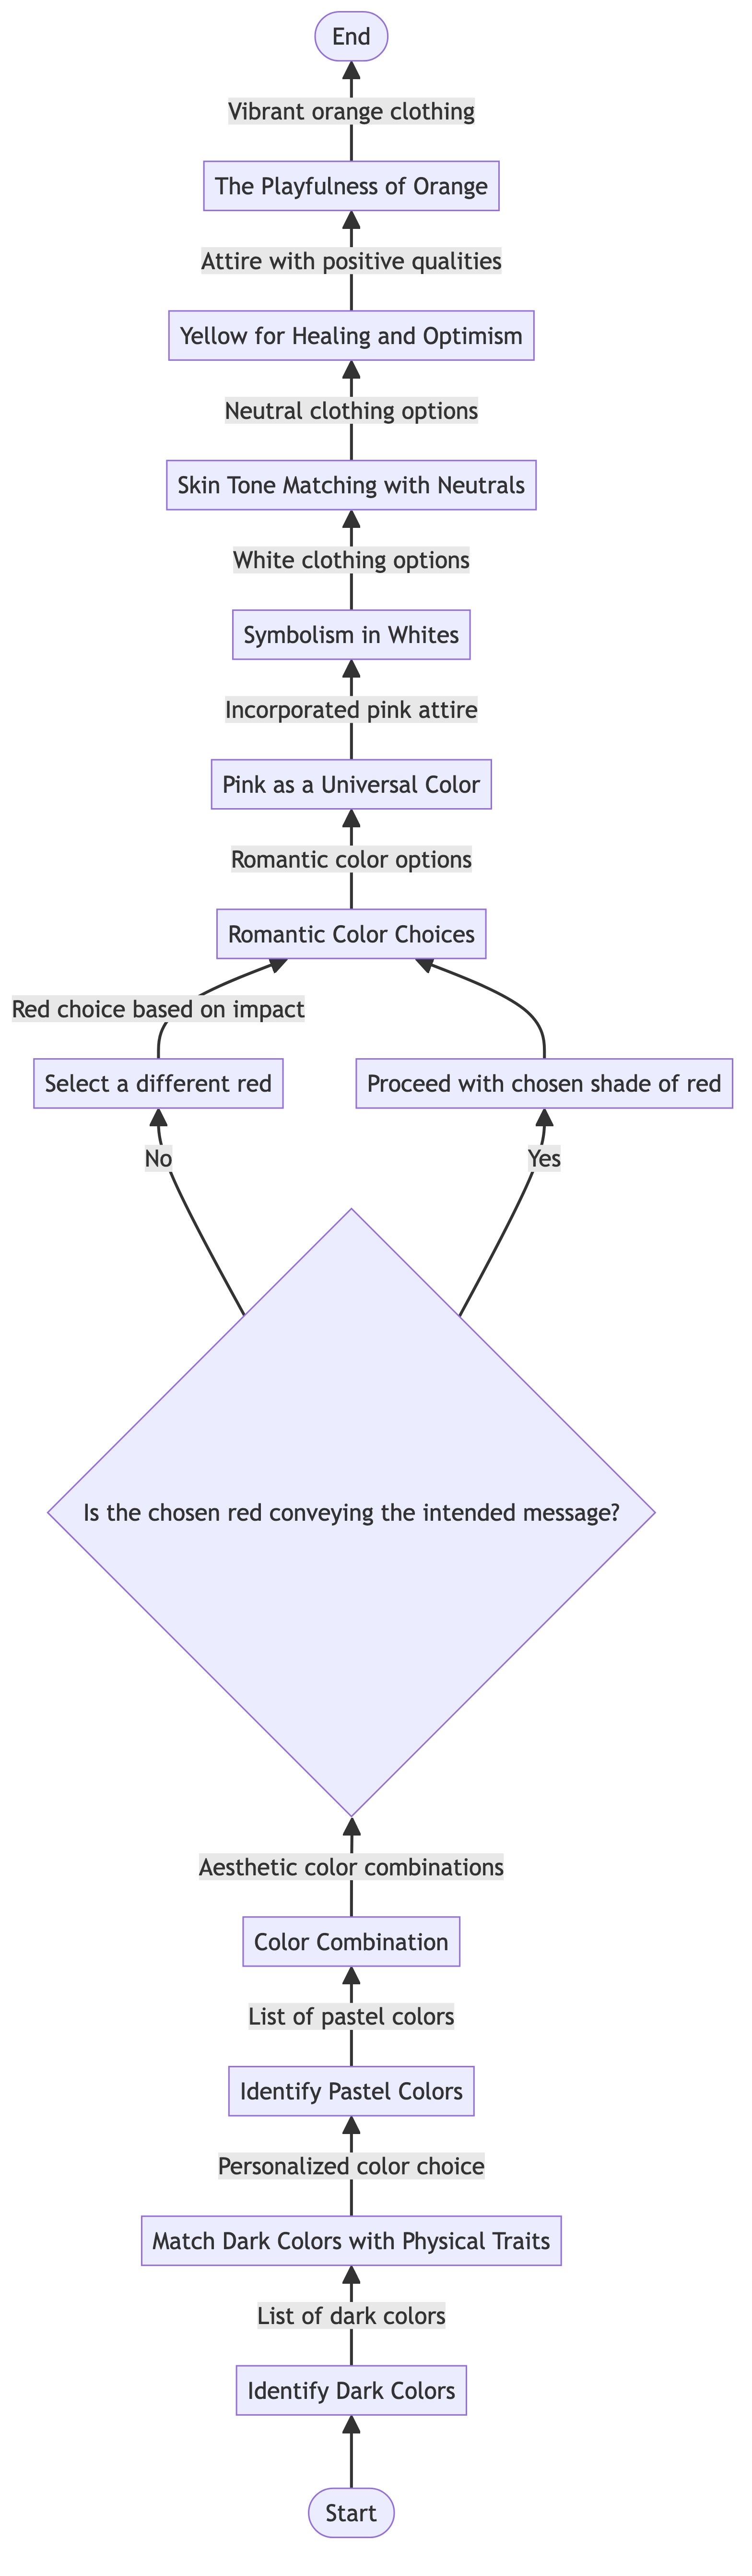 End
Vibrant orange clothing
The Playfulness of Orange
Attire with positive qualities
Yellow for Healing and Optimism
Neutral clothing options
Skin Tone Matching with Neutrals
White clothing options
Symbolism in Whites
Incorporated pink attire
Pink as a Universal Color
Romantic color options
Romantic Color Choices
Red choice based on impact
Select a different red
Proceed with chosen shade of red
No
Yes
Is the chosen red conveying the intended message?
Aesthetic color combinations
Color Combination
List of pastel colors
Identify Pastel Colors
Personalized color choice
Match Dark Colors with Physical Traits
List of dark colors
Identify Dark Colors
Start